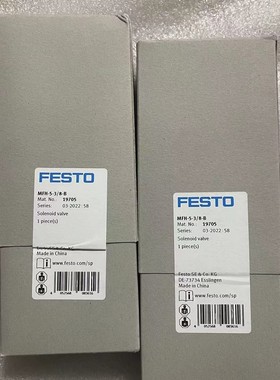 FESTO
MFH-5-3/8-B
Mat. No.: 19705
Series: 03-2022 58
Solenoid valve
1 piece(s)
Made in China
www.festo.com/sp
FESTO
MFH-5-3/8-B
Mat. No.: 19705
Series: 03-2022 58
Solenoid valve
1 piece(s)
Festo SE & Co. KG
DE-73734 Esslingen
Made in China
www.festo.com/sp